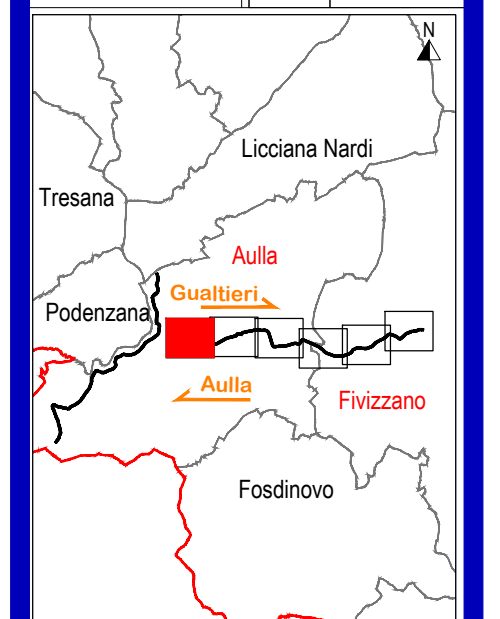 N
Licciana Nardi
Tresana
Aulla
Gualtieri
Podenzana
Aulla
Fivizzano
Fosdinovo